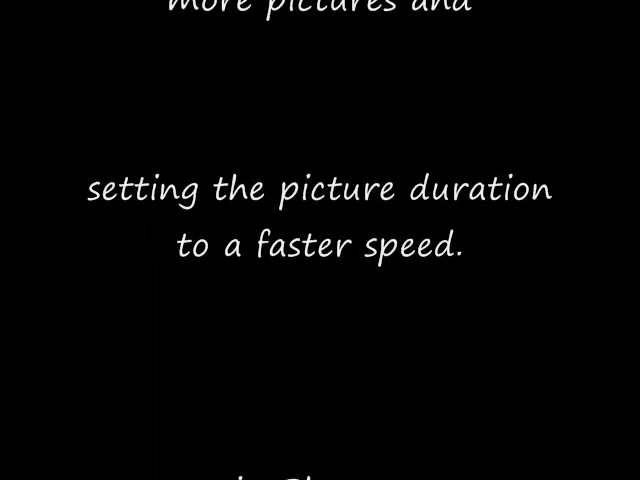 more pictures and
setting the picture duration
to a faster speed.